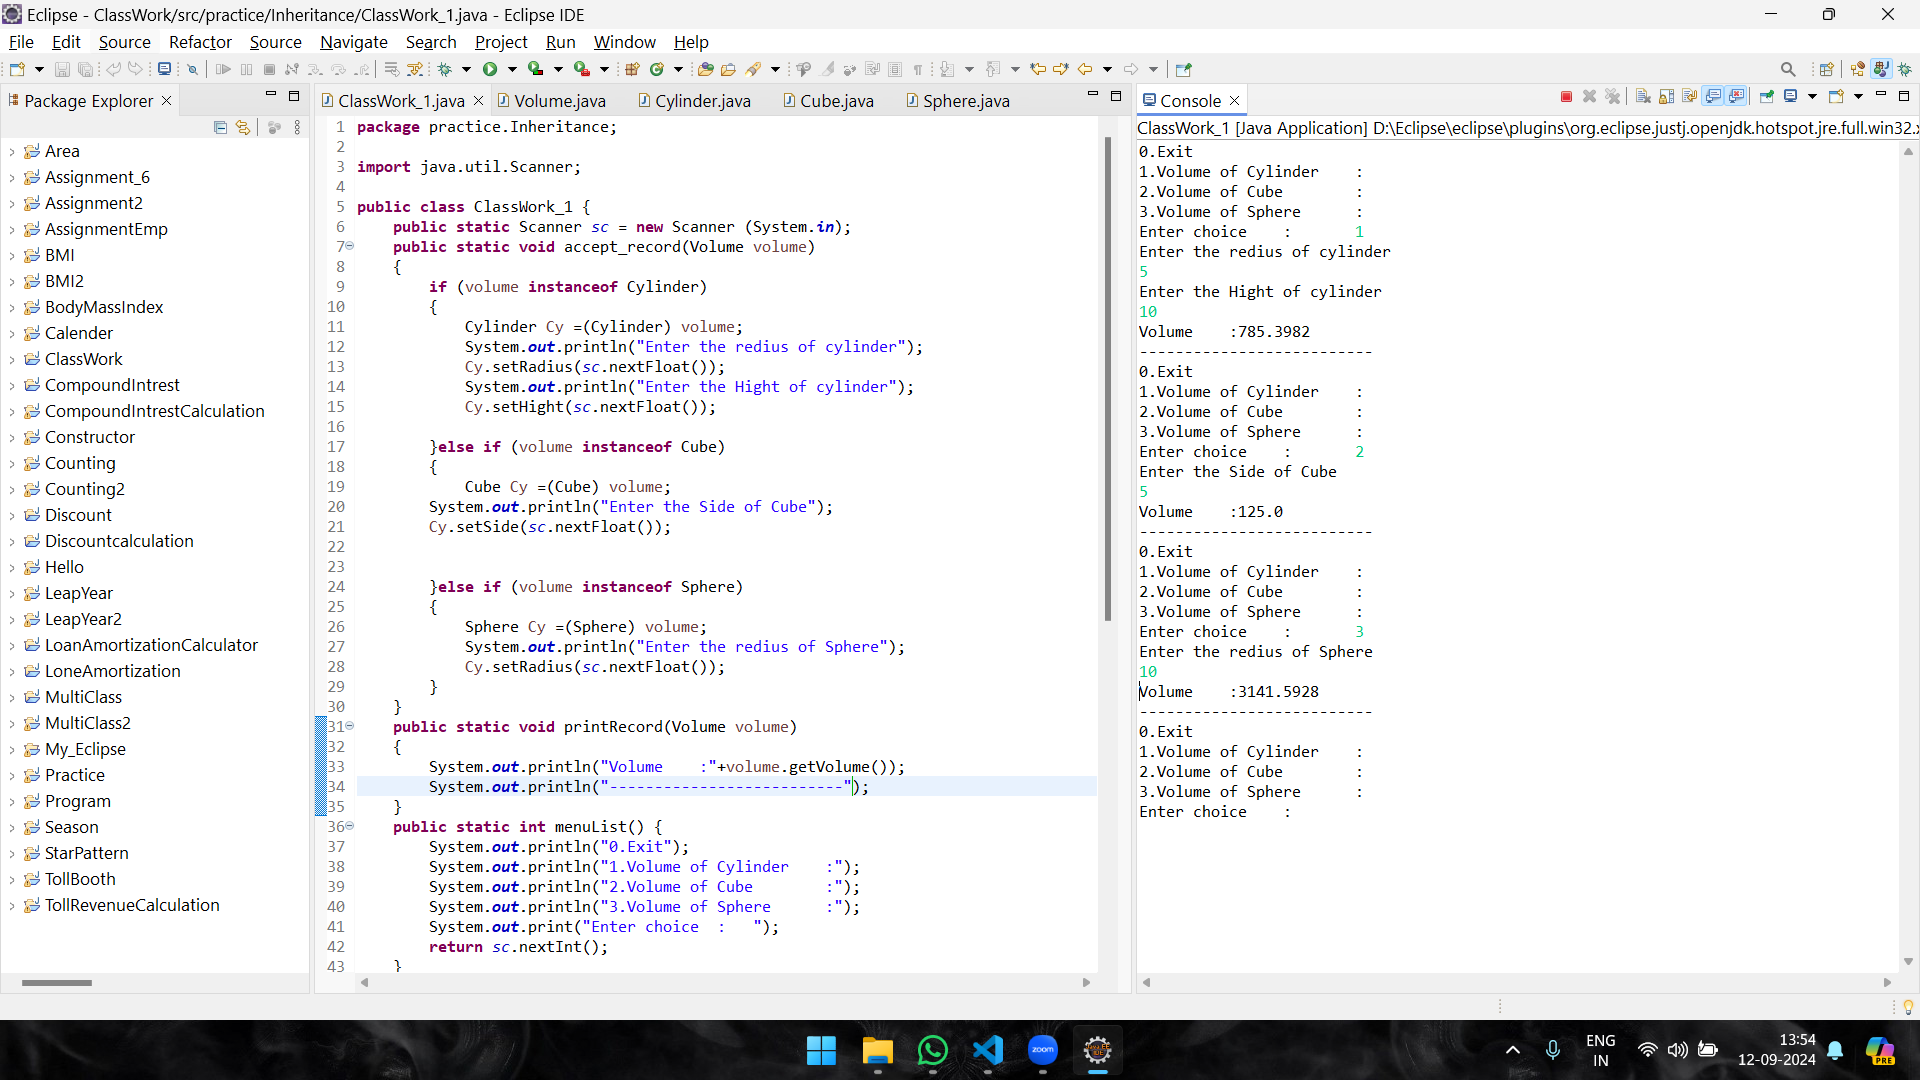 Eclipse - ClassWork/src/practice/Inheritance/ClassWork_1.java - Eclipse IDE
File Edit Source Refactor Source Navigate Search Project Run Window Help
Package Explorer
Area
Assignment_6
Assignment2
AssignmentEmp
BMI
BMI2
BodyMassIndex
Calender
ClassWork
CompoundIntrest
CompoundIntrestCalculation
Constructor
Counting
Counting2
Discount
Discountcalculation
Hello
LeapYear
LeapYear2
LoanAmortizationCalculator
LoneAmortization
MultiClass
MultiClass2
My_Eclipse
Practice
Program
Season
StarPattern
TollBooth
TollRevenueCalculation
ClassWork_1.java Volume.java Cylinder.java Cube.java Sphere.java
1 package practice.Inheritance;
2
3 import java.util.Scanner;
4
5 public class ClassWork_1 {
6 public static Scanner sc = new Scanner (System.in);
7 public static void accept_record(Volume volume)
8 {
9 if (volume instanceof Cylinder)
10 {
11 Cylinder Cy =(Cylinder) volume;
12 System.out.println("Enter the redius of cylinder");
13 Cy.setRadius(sc.nextFloat());
14 System.out.println("Enter the Hight of cylinder");
15 Cy.setHight(sc.nextFloat());
16
17 }else if (volume instanceof Cube)
18 {
19 Cube Cy =(Cube) volume;
20 System.out.println("Enter the Side of Cube");
21 Cy.setSide(sc.nextFloat());
22
23
24 }else if (volume instanceof Sphere)
25 {
26 Sphere Cy =(Sphere) volume;
27 System.out.println("Enter the redius of Sphere");
28 Cy.setRadius(sc.nextFloat());
29 }
30 }
31 public static void printRecord(Volume volume)
32 {
33 System.out.println("Volume    :"+volume.getVolume());
34 System.out.println("--------------------------");
35 }
36 public static int menuList() {
37 System.out.println("0.Exit");
38 System.out.println("1.Volume of Cylinder    :");
39 System.out.println("2.Volume of Cube        :");
40 System.out.println("3.Volume of Sphere      :");
41 System.out.print("Enter choice  :   ");
42 return sc.nextInt();
43 }
Console
ClassWork_1 [Java Application] D:\Eclipse\eclipse\plugins\org.eclipse.justj.openjdk.hotspot.jre.full.win32.
0.Exit
1.Volume of Cylinder    :
2.Volume of Cube        :
3.Volume of Sphere      :
Enter choice    :       1
Enter the redius of cylinder
5
Enter the Hight of cylinder
10
Volume    :785.3982
--------------------------
0.Exit
1.Volume of Cylinder    :
2.Volume of Cube        :
3.Volume of Sphere      :
Enter choice    :       2
Enter the Side of Cube
5
Volume    :125.0
--------------------------
0.Exit
1.Volume of Cylinder    :
2.Volume of Cube        :
3.Volume of Sphere      :
Enter choice    :       3
Enter the redius of Sphere
10
Volume    :3141.5928
--------------------------
0.Exit
1.Volume of Cylinder    :
2.Volume of Cube        :
3.Volume of Sphere      :
Enter choice    :
zoom
ENG
IN
13:54
12-09-2024
PRE